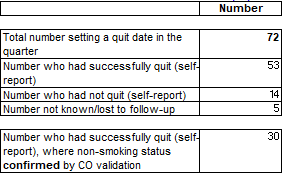 Number
Total number setting a quit date in the 72
quarter
Number who had successfully quit (self- 53
report)
Number who had not quit (self-report) 14
Number not known/lost to follow-up 5
Number who had successfully quit (self- 30
report), where non-smoking status
confirmed by CO validation